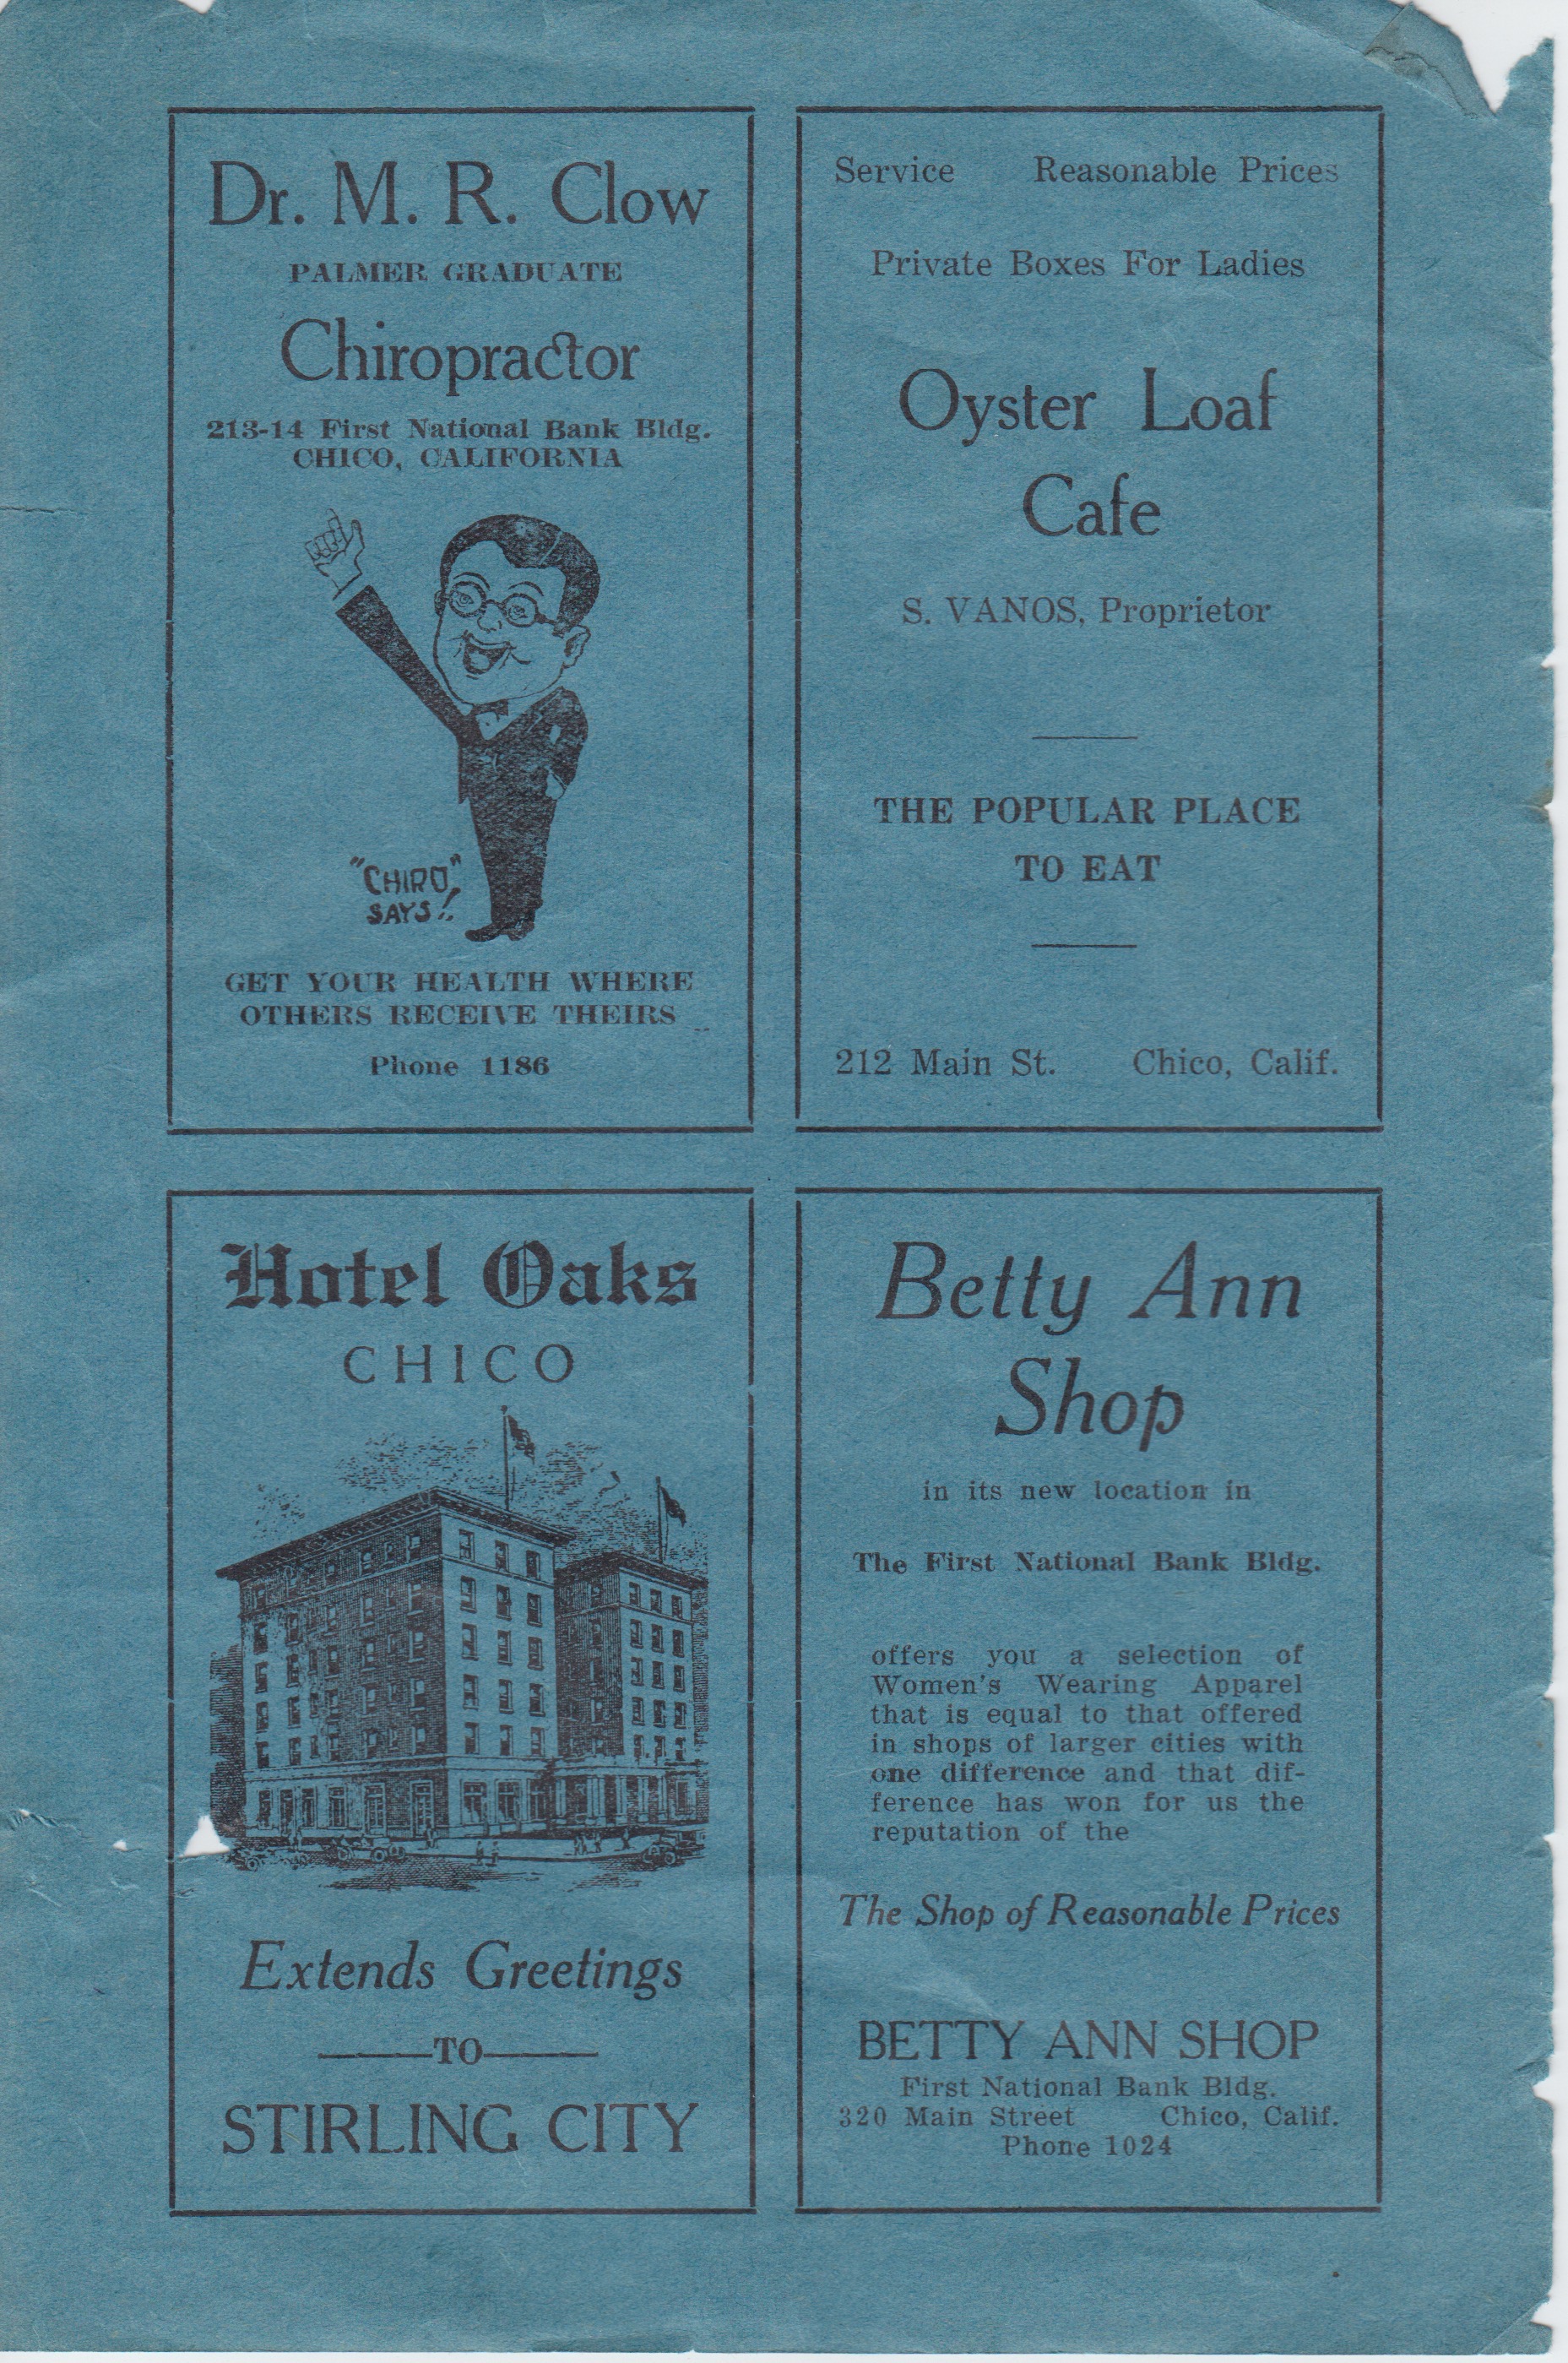 Dr. M. R. Clow
PALMER GRADUATE
Chiropractor
213-14 First National Bank Bldg.
CHICO, CALIFORNIA
"CHIRO"
SAYS!!
GET YOUR HEALTH WHERE
OTHERS RECEIVE THEIRS
Phone 1186
Service Reasonable Prices
Private Boxes For Ladies
Oyster Loaf
Cafe
S. VANOS, Proprietor
THE POPULAR PLACE
TO EAT
212 Main St. Chico, Calif.
Hotel Oaks
CHICO
Extends Greetings
TO
STIRLING CITY
Betty Ann
Shop
in its new location in
The First National Bank Bldg.
offers you a selection of
Women's Wearing Apparel
that is equal to that offered
in shops of larger cities with
one difference and that dif-
ference has won for us the
reputation of the
The Shop of Reasonable Prices
BETTY ANN SHOP
First National Bank Bldg.
320 Main Street Chico, Calif.
Phone 1024